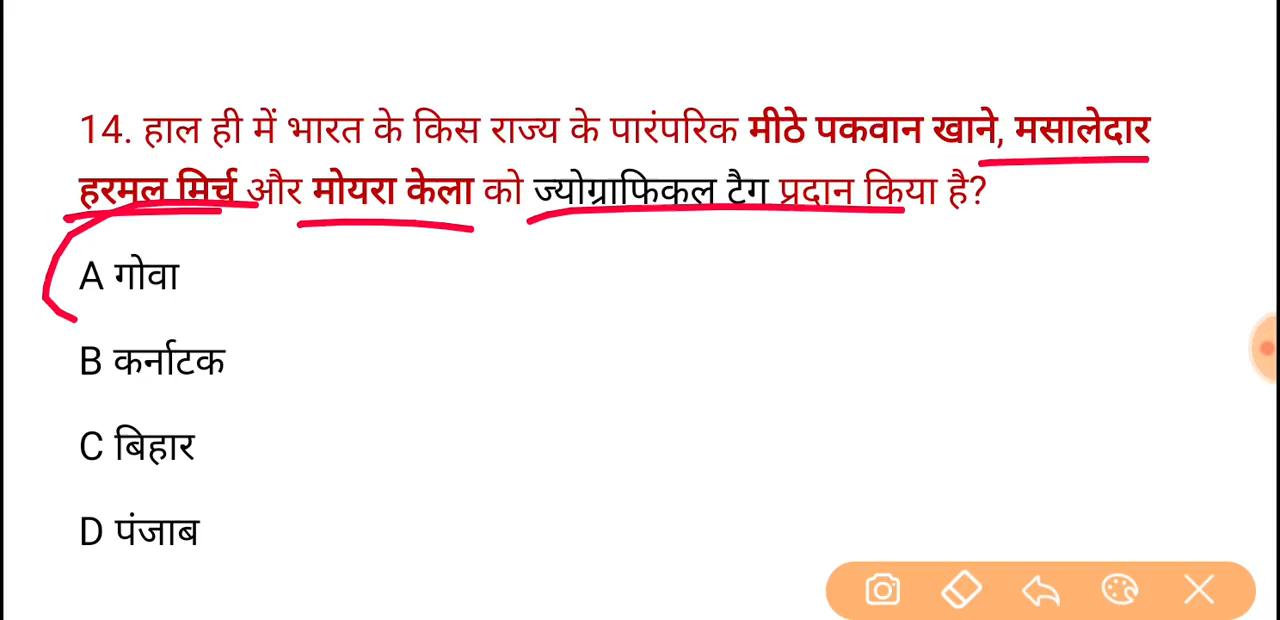 14. हाल ही में भारत के किस राज्य के पारंपरिक मीठे पकवान खाने, मसालेदार
हरमल मिर्च और मोयरा केला को ज्योग्राफिकल टैग प्रदान किया है?
A गोवा
B कर्नाटक
C बिहार
D पंजाब